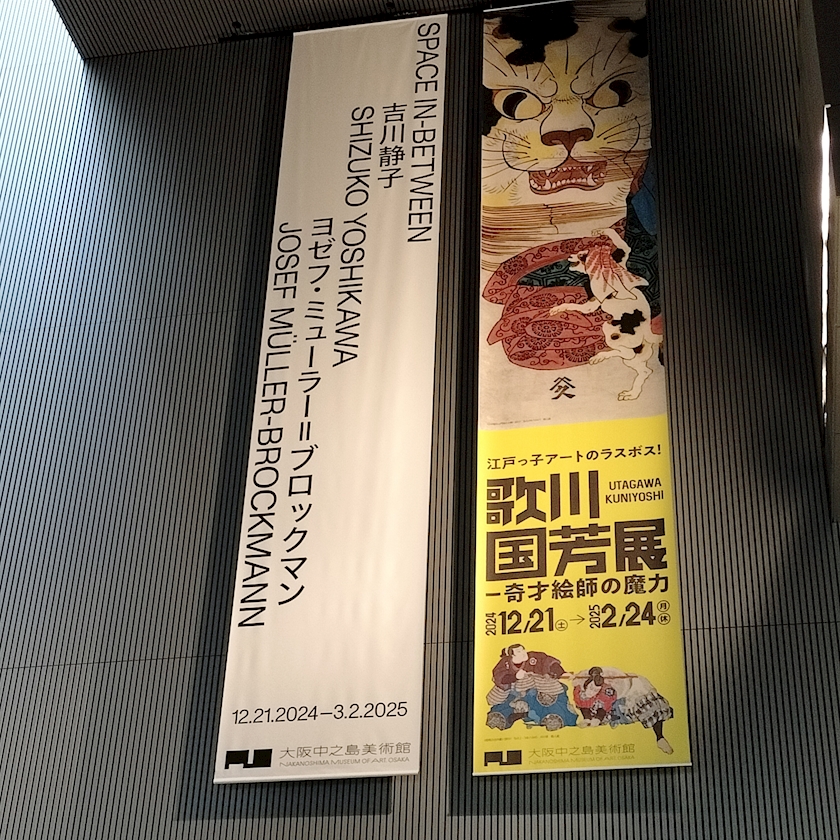 SPACE IN-BETWEEN
吉川静子
SHIZUKO YOSHIKAWA
ヨゼフ・ミューラー＝ブロックマン
JOSEF MÜLLER-BROCKMANN
12.21.2024–3.2.2025
大阪中之島美術館
NAKANOSHIMA MUSEUM OF ART, OSAKA
江戸っ子アートのラスボス!
歌川
UTAGAWA
KUNIYOSHI
国芳展
—奇才絵師の魔力
2024 12/21(土)→2025 2/24(月・休)
大阪中之島美術館
NAKANOSHIMA MUSEUM OF ART, OSAKA